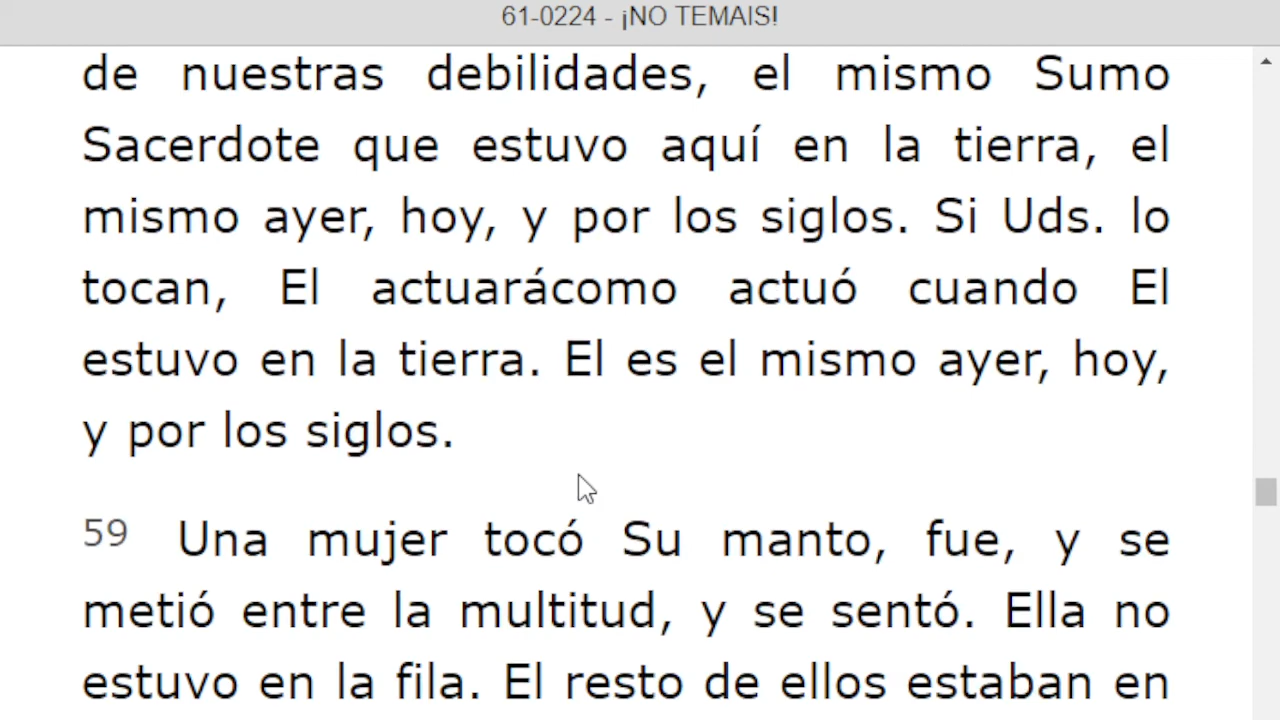 61-0224 - ¡NO TEMAIS!
de nuestras debilidades, el mismo Sumo
Sacerdote que estuvo aquí en la tierra, el
mismo ayer, hoy, y por los siglos. Si Uds. lo
tocan, El actuarácomo actuó cuando El
estuvo en la tierra. El es el mismo ayer, hoy,
y por los siglos.
59 Una mujer tocó Su manto, fue, y se
metió entre la multitud, y se sentó. Ella no
estuvo en la fila. El resto de ellos estaban en